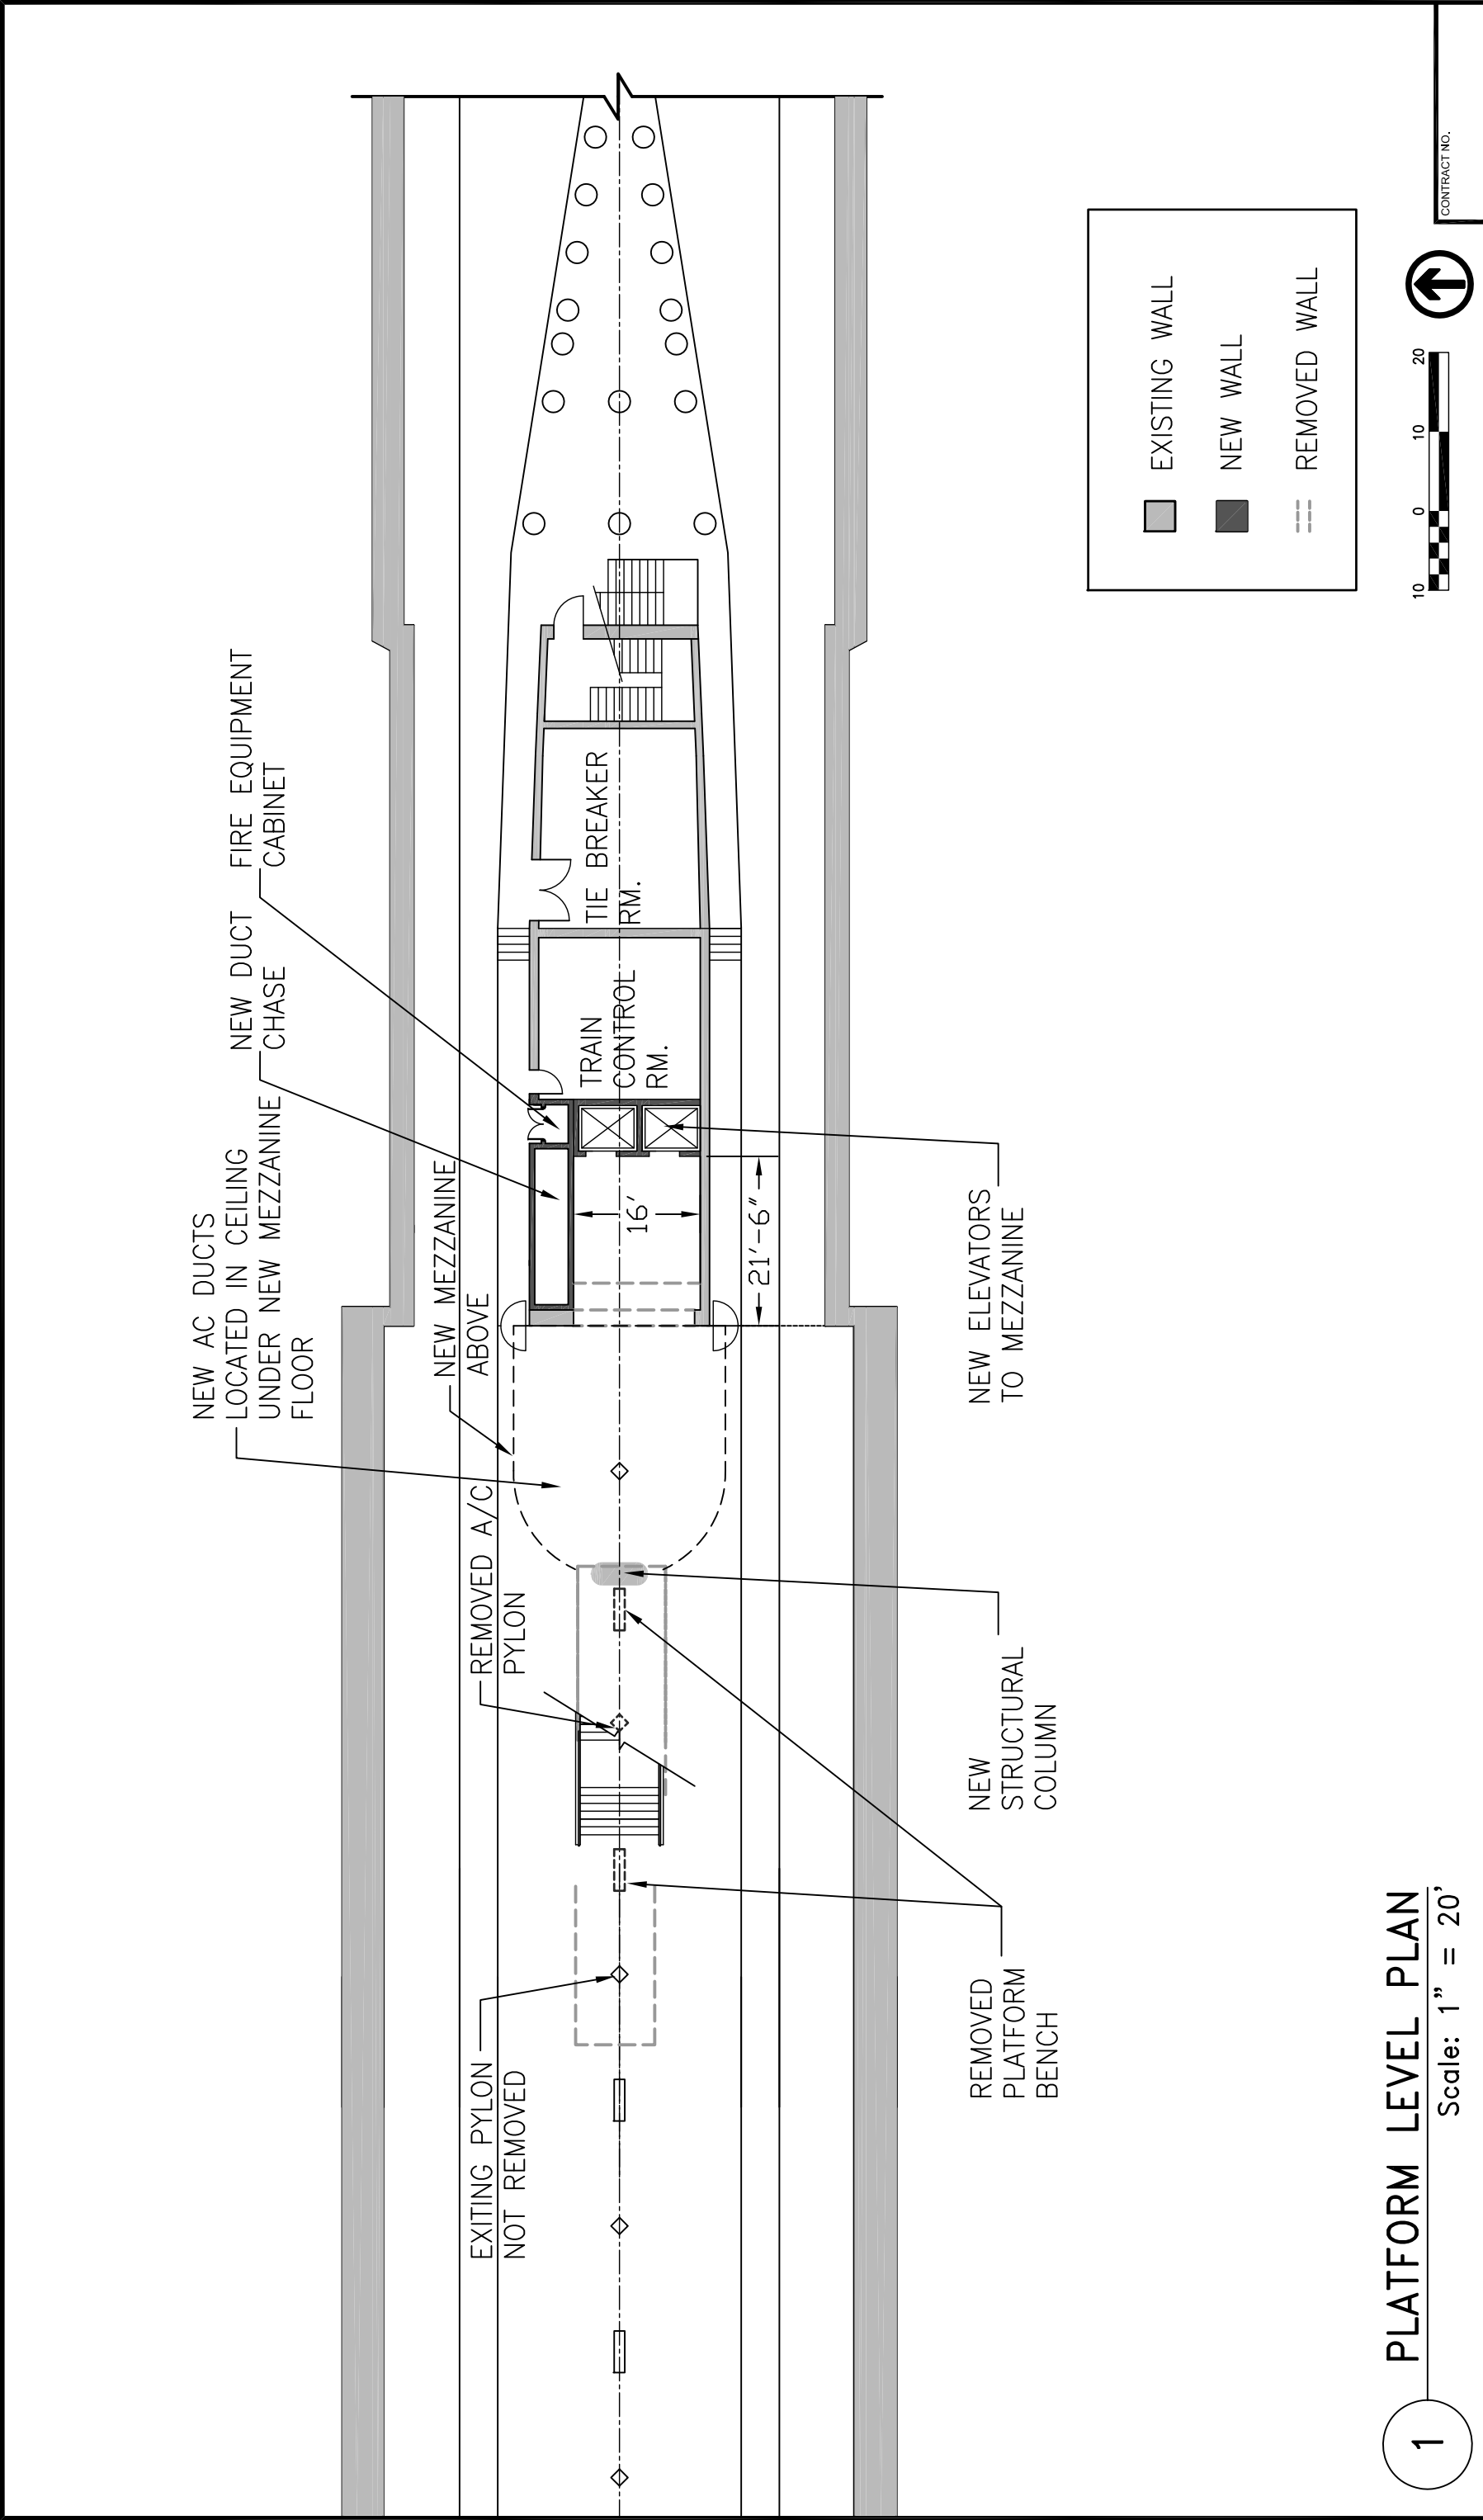 NEW AC DUCTS
LOCATED IN CEILING
UNDER NEW MEZZANINE
FLOOR
NEW DUCT
CHASE
FIRE EQUIPMENT
CABINET
NEW MEZZANINE
ABOVE
REMOVED A/C
PYLON
EXITING PYLON
NOT REMOVED
TRAIN
CONTROL
RM.
TIE BREAKER
RM.
16'
21'-6"
REMOVED
PLATFORM
BENCH
NEW
STRUCTURAL
COLUMN
NEW ELEVATORS
TO MEZZANINE
EXISTING WALL
NEW WALL
REMOVED WALL
1
PLATFORM LEVEL PLAN
Scale: 1" = 20'
10 0 10 20
CONTRACT NO.